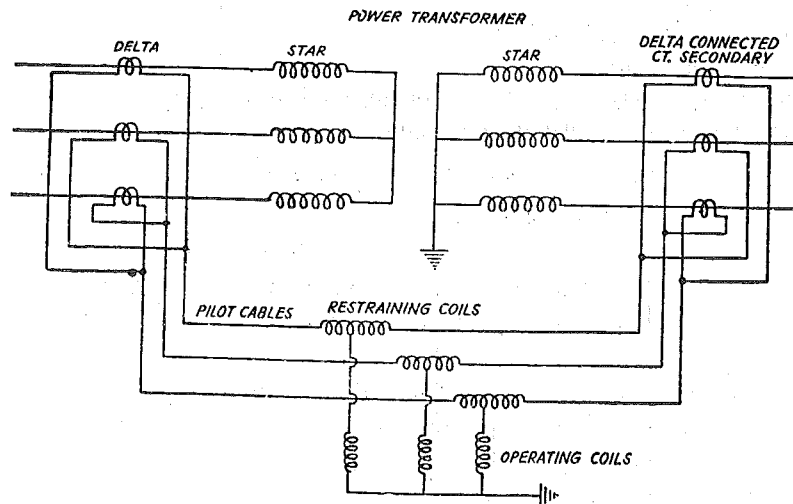 POWER TRANSFORMER
DELTA
STAR
STAR
DELTA CONNECTED
CT. SECONDARY
PILOT CABLES
RESTRAINING COILS
OPERATING COILS